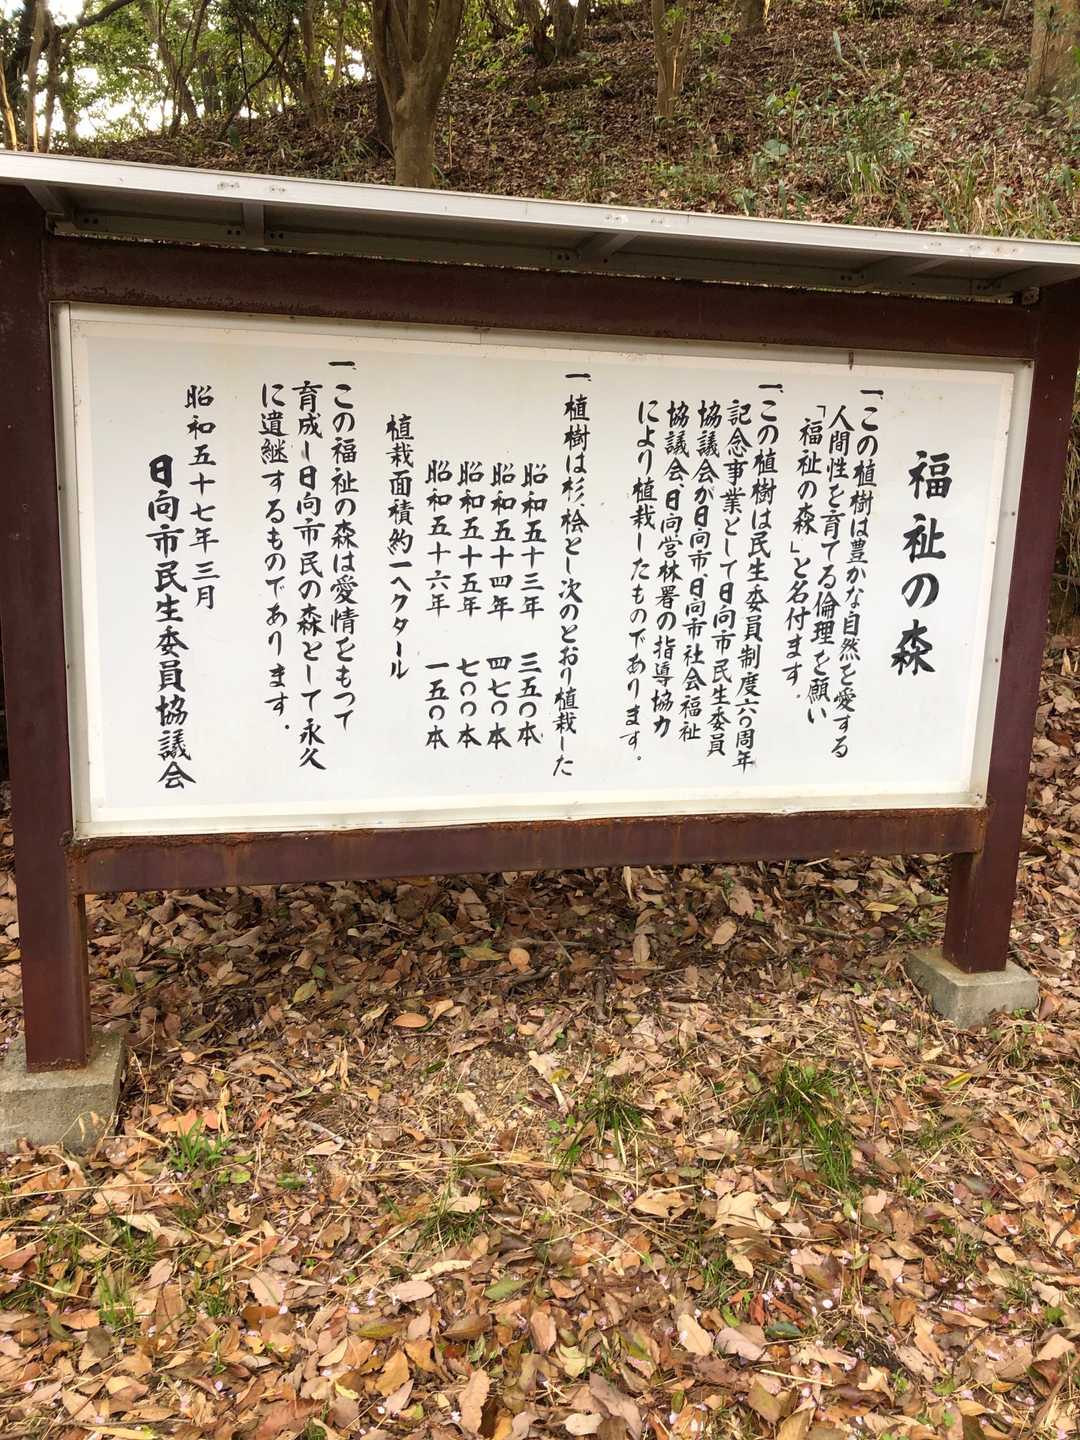 福祉の森
一、この植樹は豊かな自然を愛する
人間性を育てる倫理を願い
「福祉の森」と名付ます。
一、この植樹は民生委員制度六〇周年
記念事業として日向市民生委員
協議会が日向市、日向市社会福祉
協議会、日向営林署の指導協力
により植栽したものであります。
一、植樹は杉、桧とし次のとおり植栽した
昭和五十三年 三五〇本
昭和五十四年 四七〇本
昭和五十五年 七〇〇本
昭和五十六年 一五〇本
植栽面積約一ヘクタール
一、この福祉の森は愛情をもって
育成し日向市民の森として永久
に遺継するものであります。
昭和五十七年三月
日向市民生委員協議会